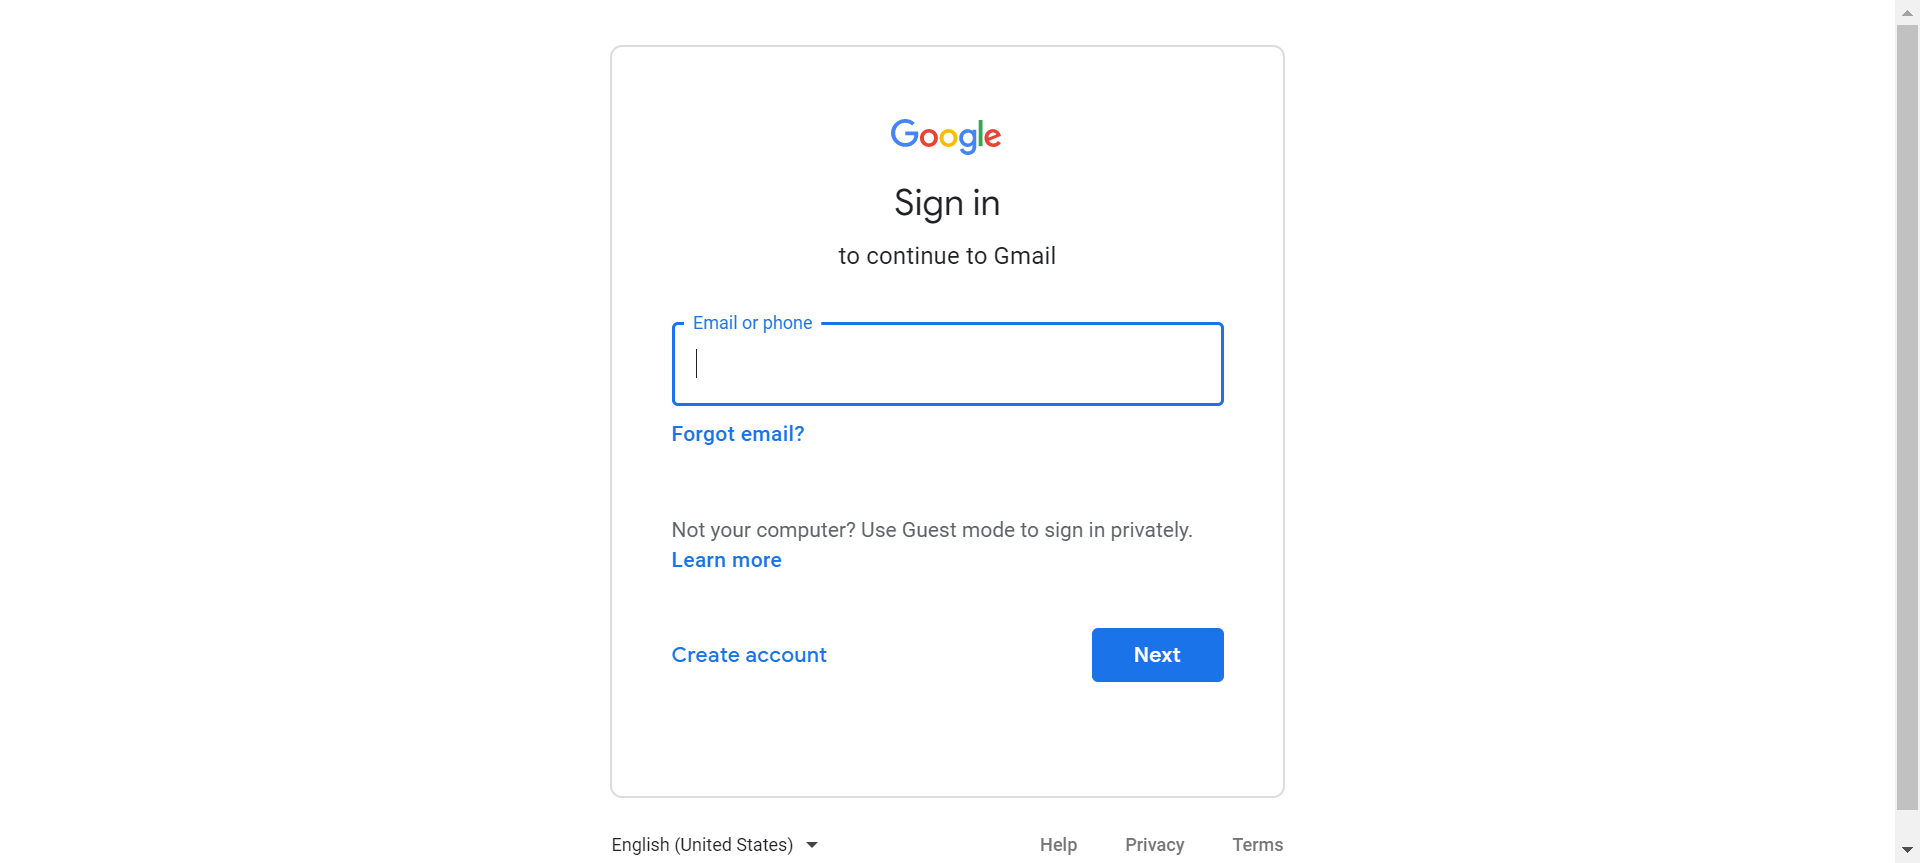 Google
Sign in
to continue to Gmail
Email or phone
Forgot email?
Not your computer? Use Guest mode to sign in privately.
Learn more
Create account
Next
English (United States)
Help
Privacy
Terms